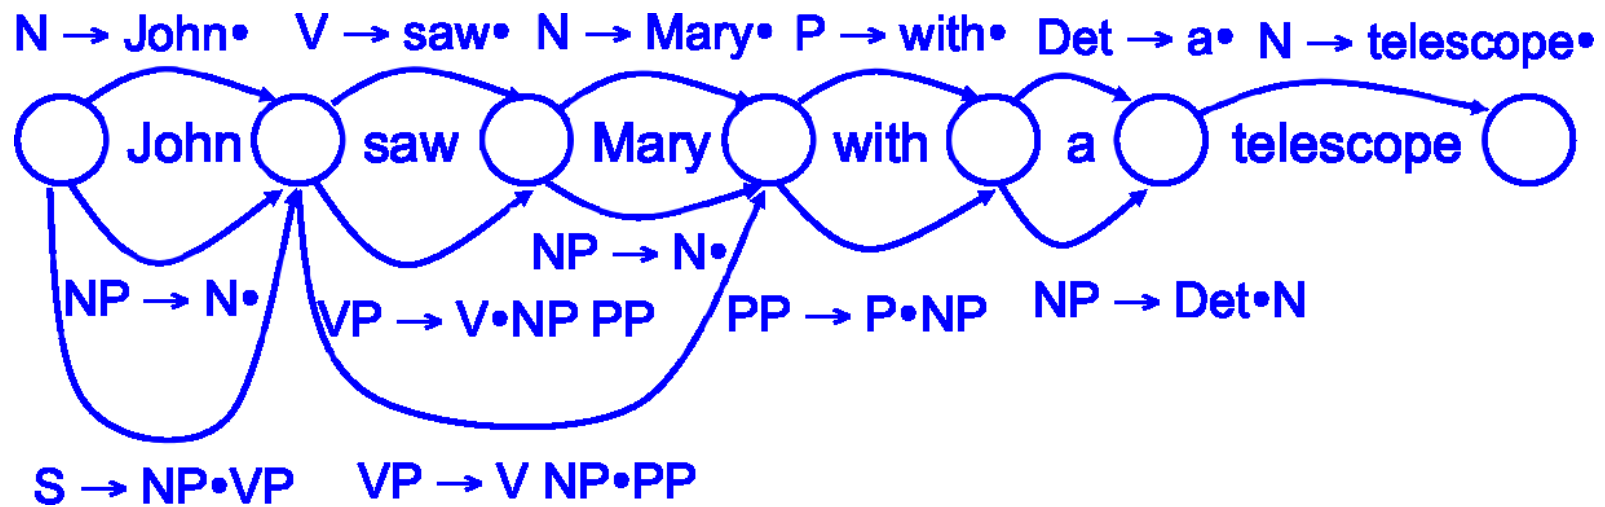 N → John• V → saw• N → Mary• P → with• Det → a• N → telescope•
John saw Mary with a telescope
NP → N•
NP → N• VP → V•NP PP PP → P•NP NP → Det•N
S → NP•VP VP → V NP•PP